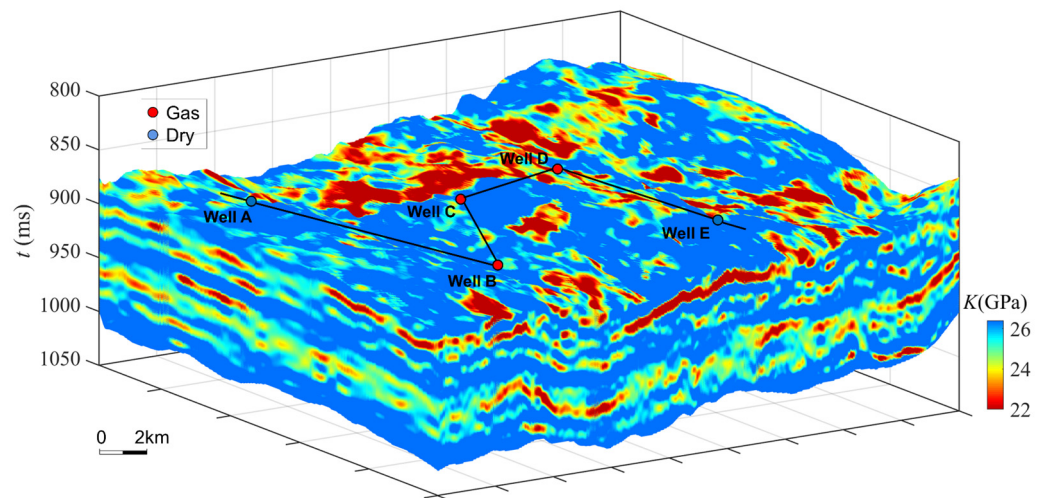 800
850
900
950
1000
1050
t (ms)
Gas
Dry
Well A
Well B
Well C
Well D
Well E
K(GPa)
26
24
22
0 2km